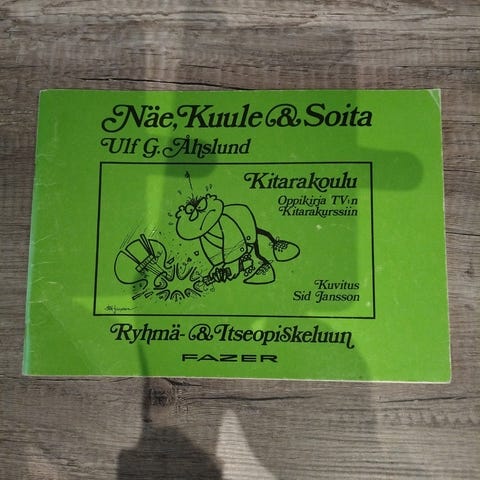 Näe, Kuule & Soita
Ulf G. Åhslund
Kitarakoulu
Oppikirja TV:n
Kitarakurssiin
Kuvitus
Sid Jansson
Ryhmä- & Itseopiskeluun
FAZER